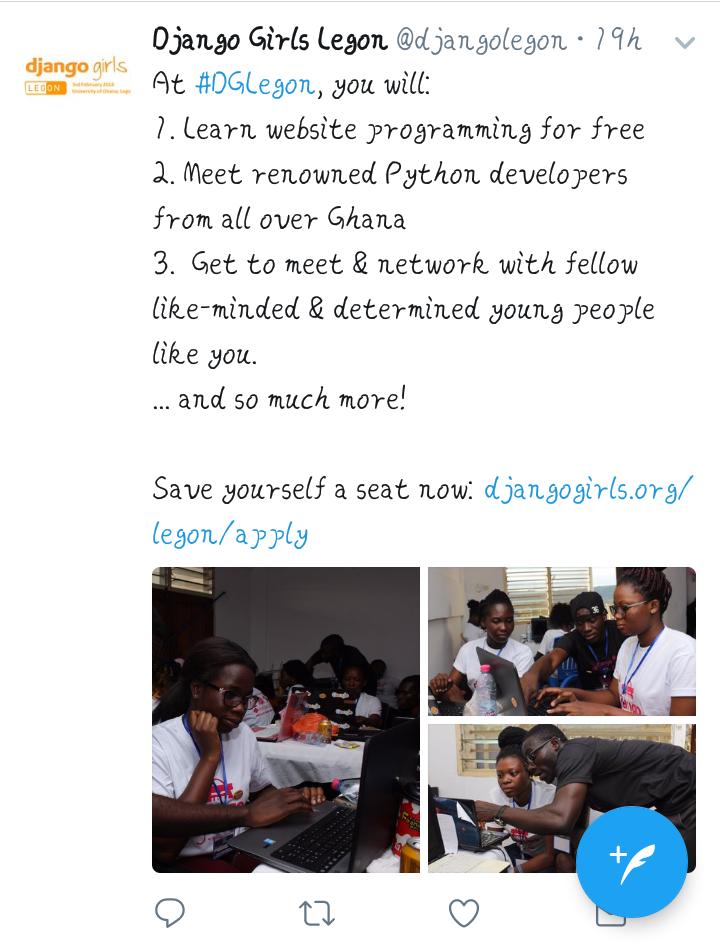 Django Girls Legon @djangolegon · 19h
django girls
LEGON 3rd February 2018
University of Ghana, Legon
At #DGLegon, you will:
1. Learn website programming for free
2. Meet renowned Python developers
from all over Ghana
3. Get to meet & network with fellow
like-minded & determined young people
like you.
... and so much more!
Save yourself a seat now: djangogirls.org/
legon/apply